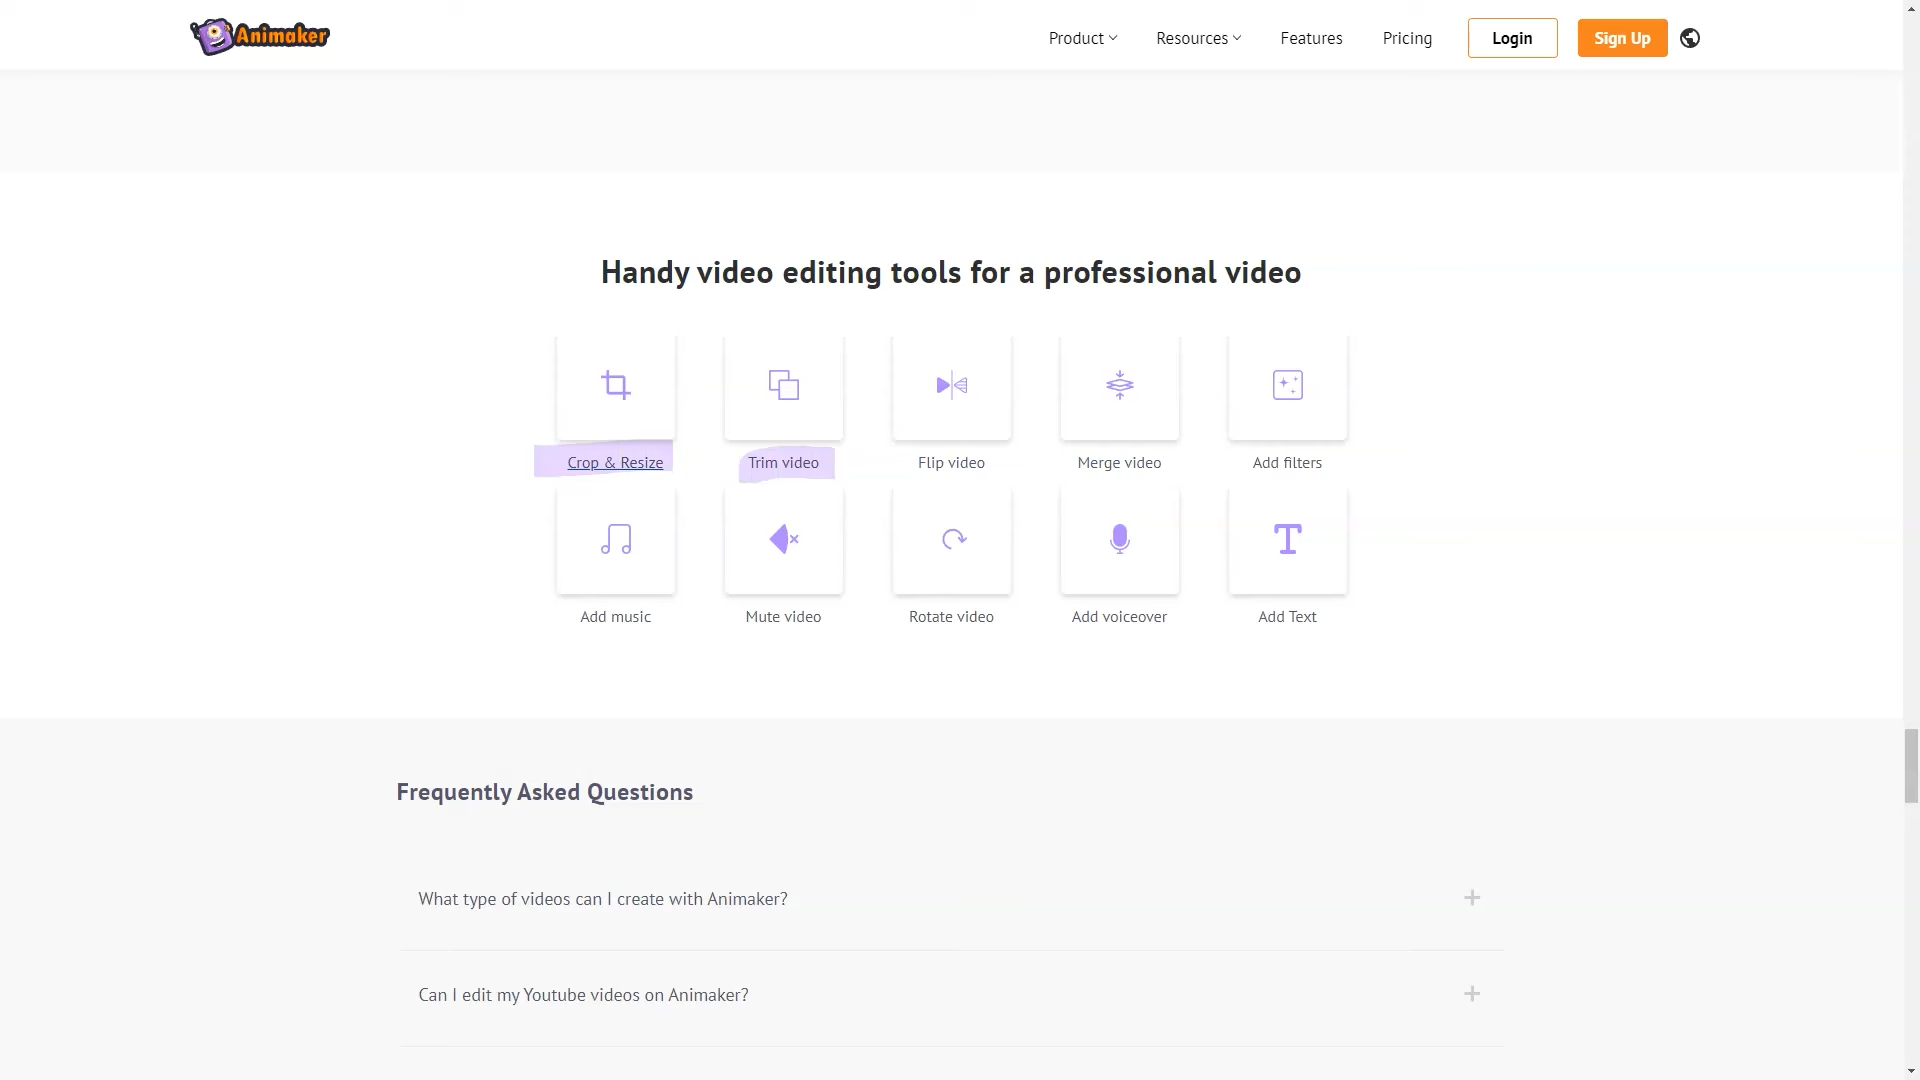 Animaker
Product
Resources
Features
Pricing
Login
Sign Up
Handy video editing tools for a professional video
Crop & Resize
Trim video
Flip video
Merge video
Add filters
Add music
Mute video
Rotate video
Add voiceover
Add Text
Frequently Asked Questions
What type of videos can I create with Animaker?
Can I edit my Youtube videos on Animaker?